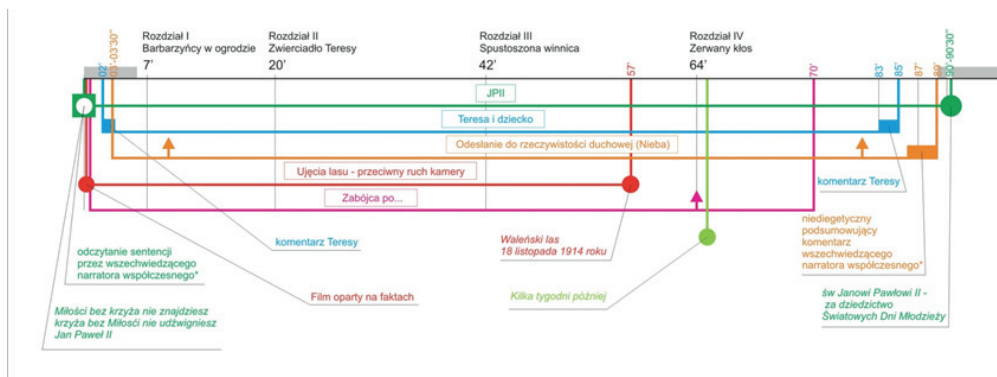 Rozdział I
Barbarzyńcy w ogrodzie
7'
Rozdział II
Zwierciadło Teresy
20'
Rozdział III
Spustoszona winnica
42'
Rozdział IV
Zerwany kłos
64'
02'
03'-03'30"
57'
70'
83'
85'
87'
89'
90'-90'30"
JPII
Teresa i dziecko
Odesłanie do rzeczywistości duchowej (Nieba)
Ujęcia lasu - przeciwny ruch kamery
Zabójca po...
komentarz Teresy
komentarz Teresy
odczytanie sentencji
przez wszechwiedzącego
narratora współczesnego*
Waleński las
18 listopada 1914 roku
niediegetyczny
podsumowujący
komentarz
wszechwiedzącego
narratora współczesnego*
Film oparty na faktach
Kilka tygodni później
Miłości bez krzyża nie znajdziesz
krzyża bez Miłosći nie udźwigniesz
Jan Paweł II
św Janowi Pawłowi II -
za dziedzictwo
Światowych Dni Młodzieży